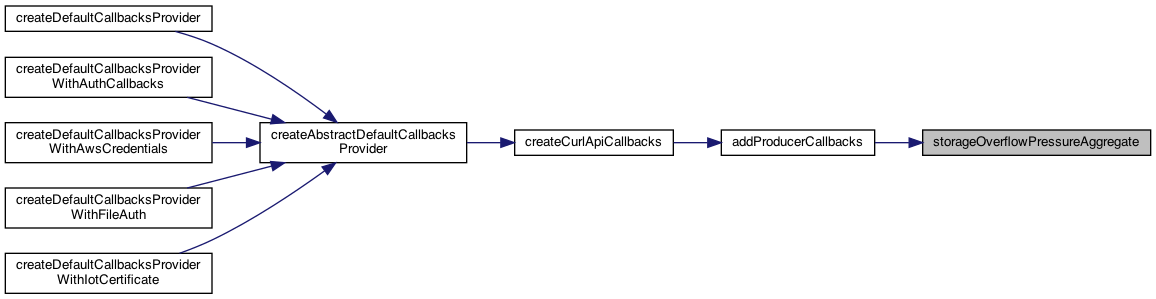 createDefaultCallbacksProvider
createDefaultCallbacksProvider
WithAuthCallbacks
createDefaultCallbacksProvider
WithAwsCredentials
createDefaultCallbacksProvider
WithFileAuth
createDefaultCallbacksProvider
WithIotCertificate
createAbstractDefaultCallbacks
Provider
createCurlApiCallbacks
addProducerCallbacks
storageOverflowPressureAggregate